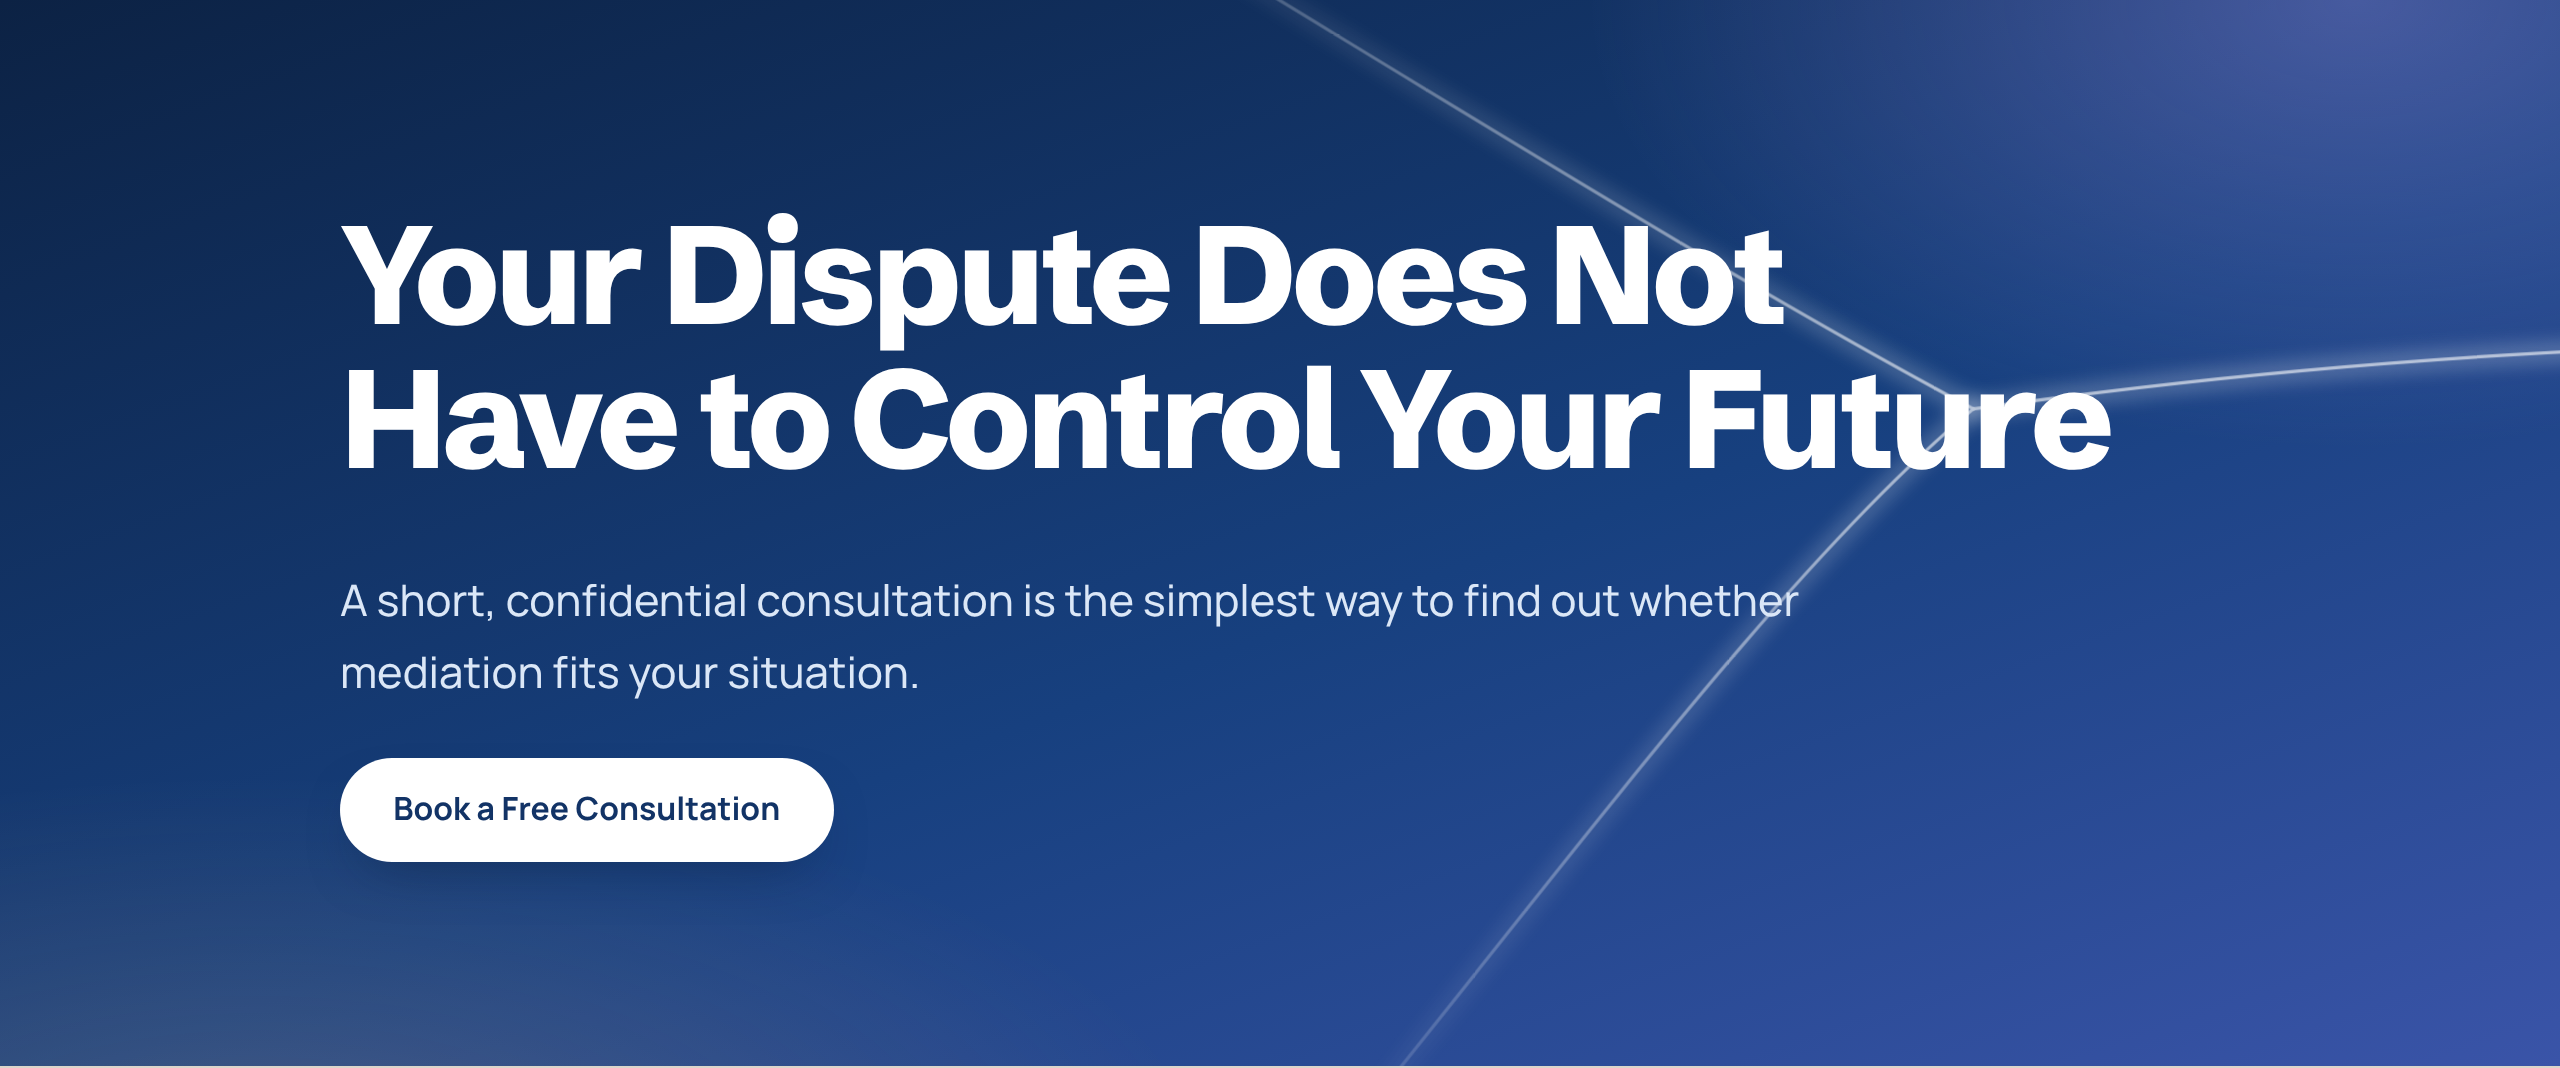 Your Dispute Does Not
Have to Control Your Future
A short, confidential consultation is the simplest way to find out whether
mediation fits your situation.
Book a Free Consultation